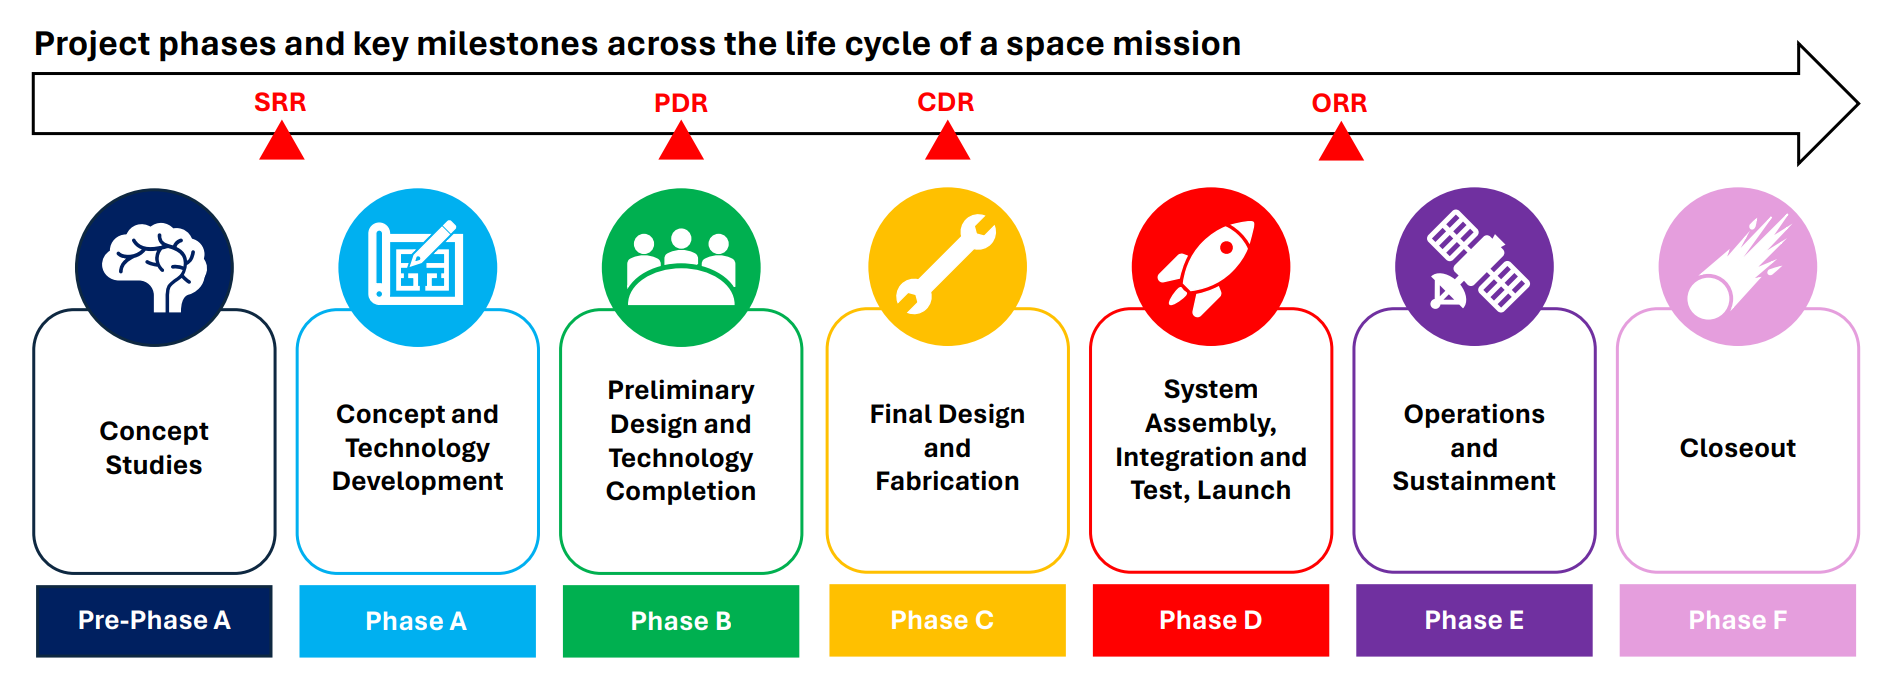 Project phases and key milestones across the life cycle of a space mission
SRR
PDR
CDR
ORR
Concept
Studies
Concept and
Technology
Development
Preliminary
Design and
Technology
Completion
Final Design
and
Fabrication
System
Assembly,
Integration and
Test, Launch
Operations
and
Sustainment
Closeout
Pre-Phase A
Phase A
Phase B
Phase C
Phase D
Phase E
Phase F